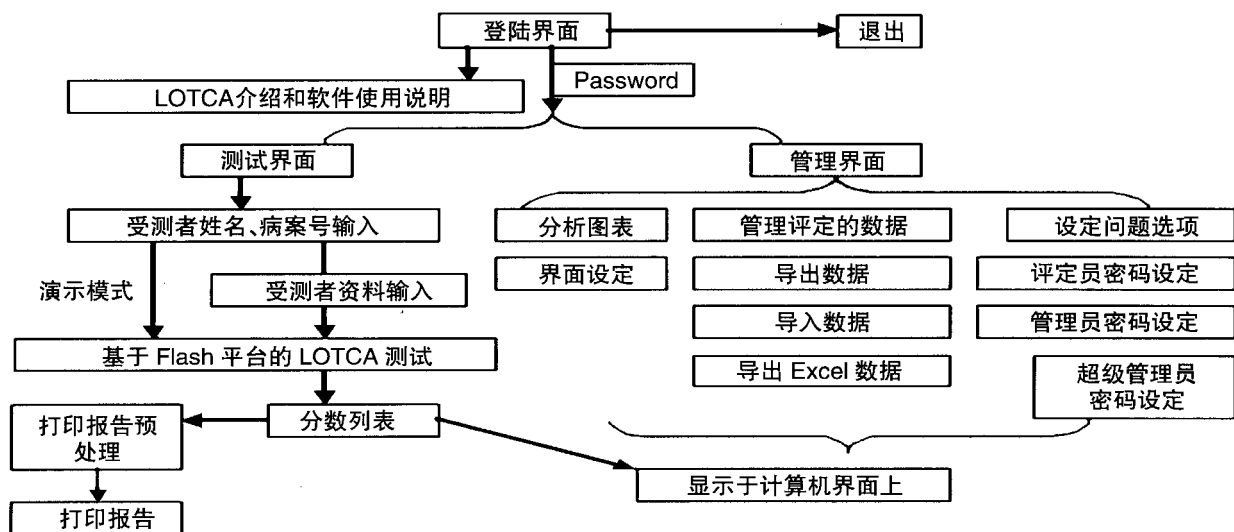 登陆界面
退出
Password
LOTCA介绍和软件使用说明
测试界面
管理界面
受测者姓名、病案号输入
分析图表
管理评定的数据
设定问题选项
演示模式
受测者资料输入
界面设定
导出数据
评定员密码设定
导入数据
管理员密码设定
基于 Flash 平台的 LOTCA 测试
导出 Excel 数据
超级管理员
密码设定
打印报告预
处理
分数列表
显示于计算机界面上
打印报告